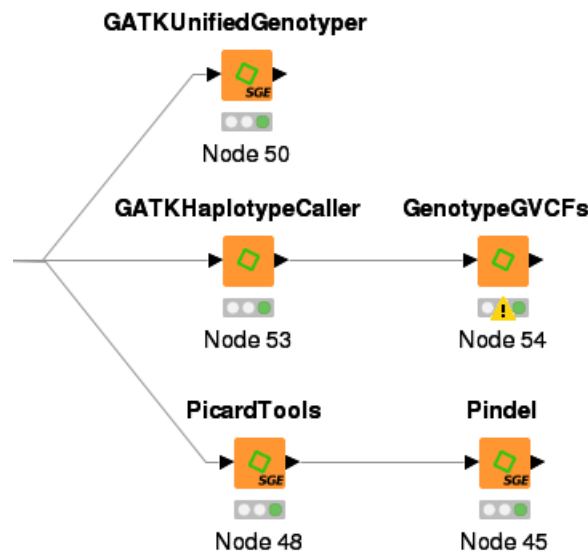 GATKUnifiedGenotyper
SGE
Node 50
GATKHaplotypeCaller
GenotypeGVCFs
!
Node 53
Node 54
PicardTools
Pindel
SGE
SGE
Node 48
Node 45